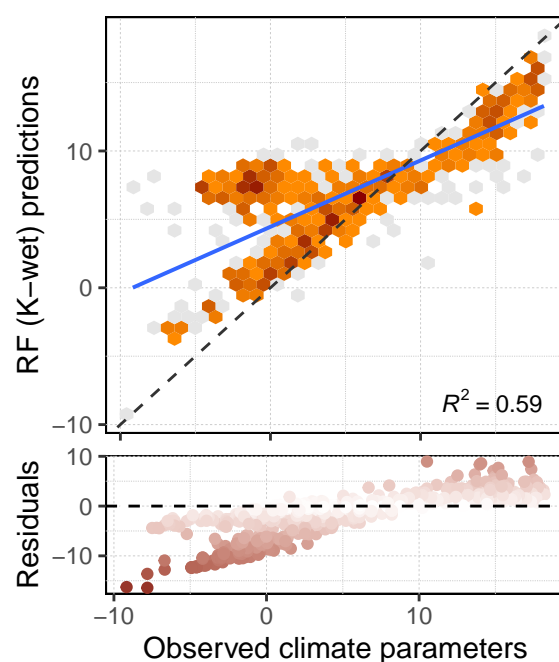 RF (K-wet) predictions
10
0
−10
R² = 0.59
Residuals
10
0
−10
−10
0
10
Observed climate parameters